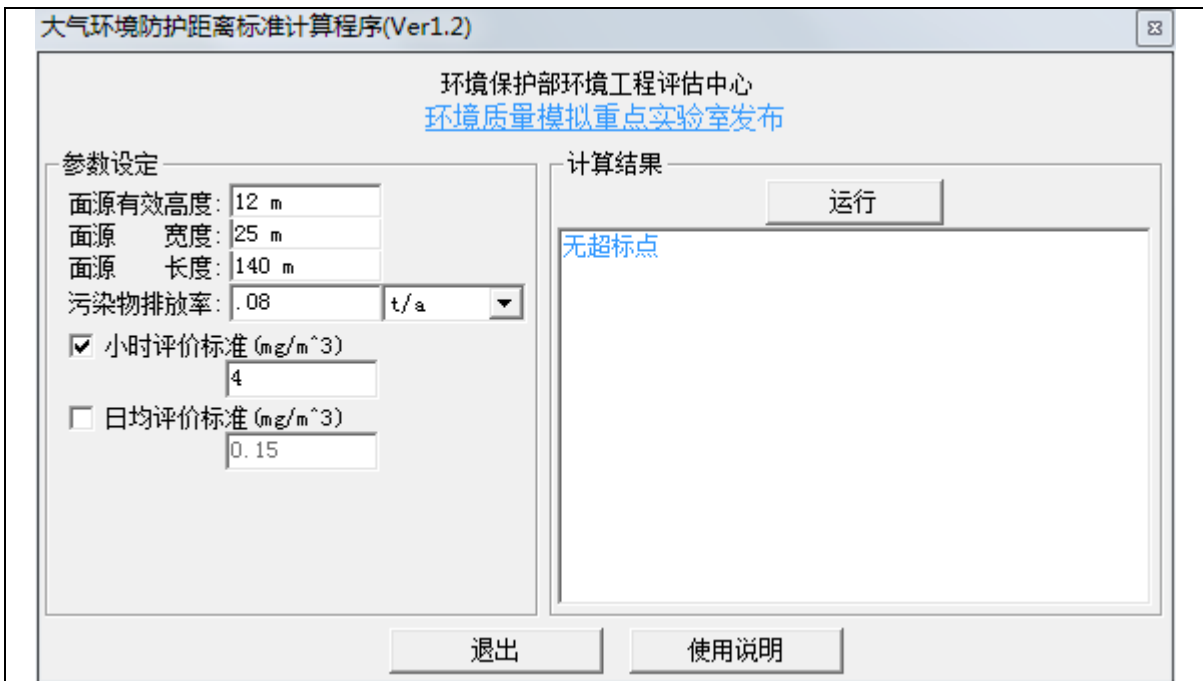 大气环境防护距离标准计算程序(Ver1.2)
环境保护部环境工程评估中心
环境质量模拟重点实验室发布
参数设定
面源有效高度: 12 m
面源 宽度: 25 m
面源 长度: 140 m
污染物排放率: .08 t/a
小时评价标准(mg/m^3)
4
日均评价标准(mg/m^3)
0.15
计算结果
运行
无超标点
退出 使用说明